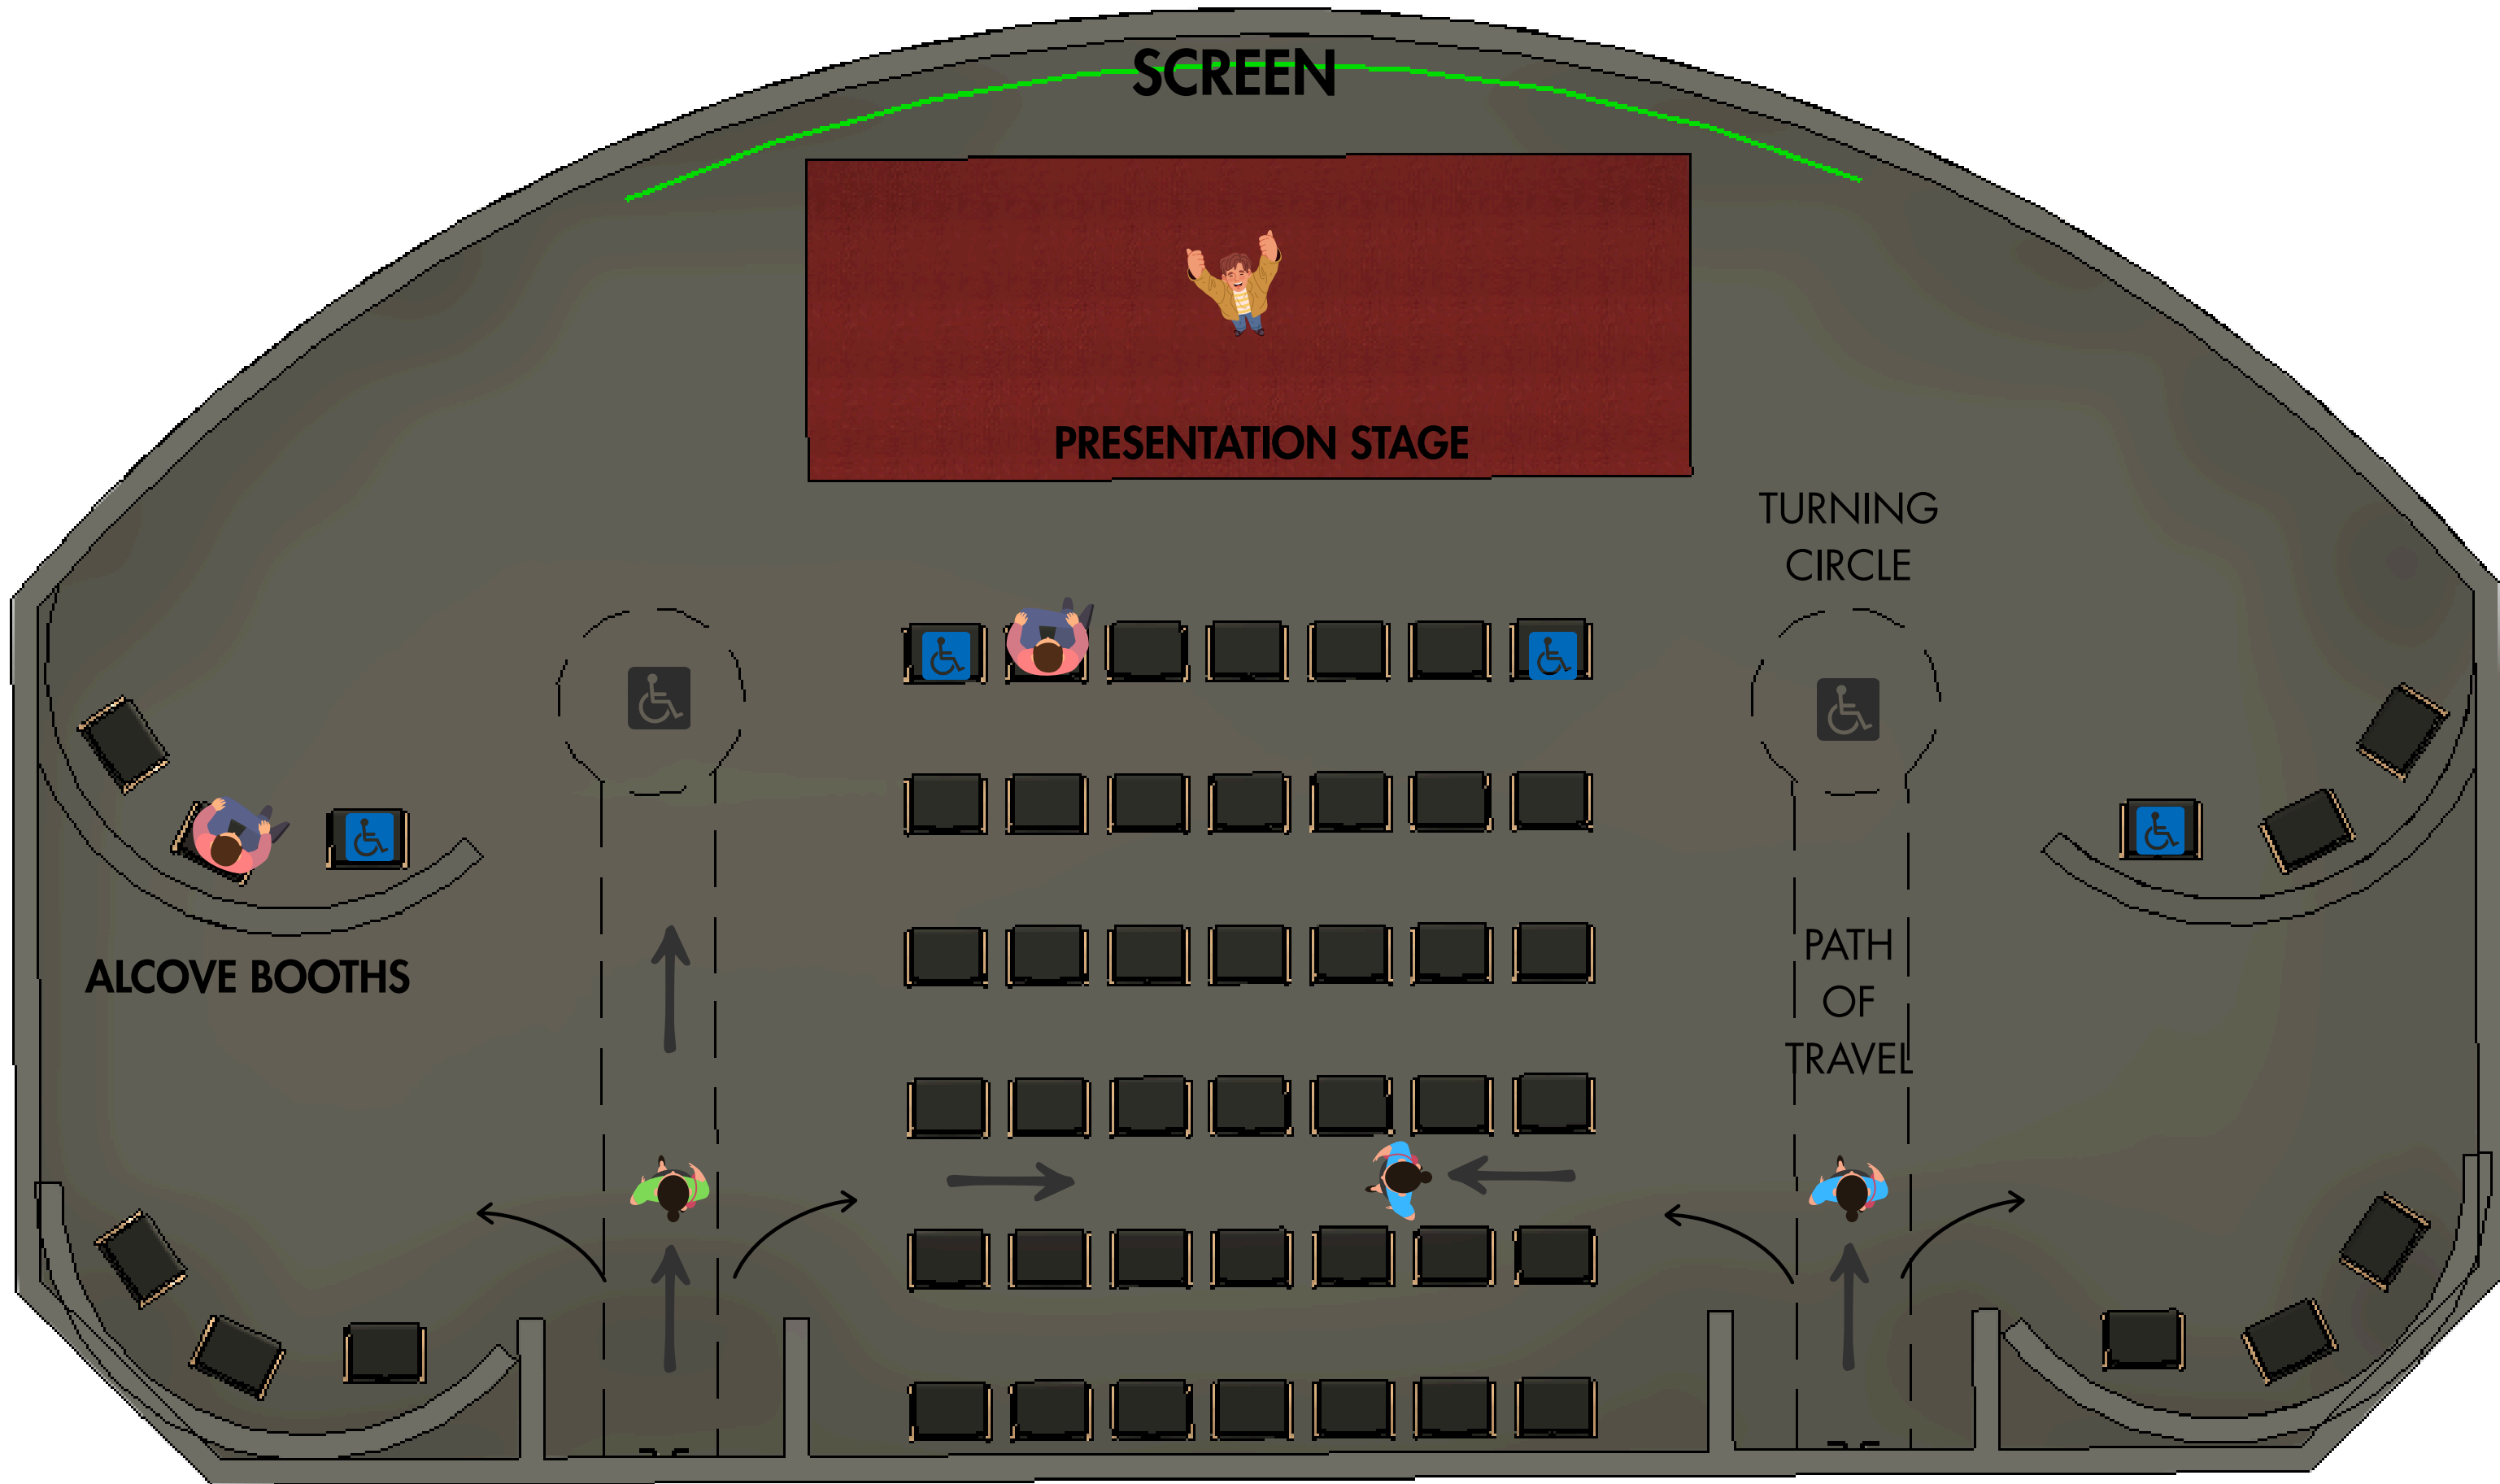 SCREEN
PRESENTATION STAGE
TURNING
CIRCLE
ALCOVE BOOTHS
PATH
OF
TRAVEL